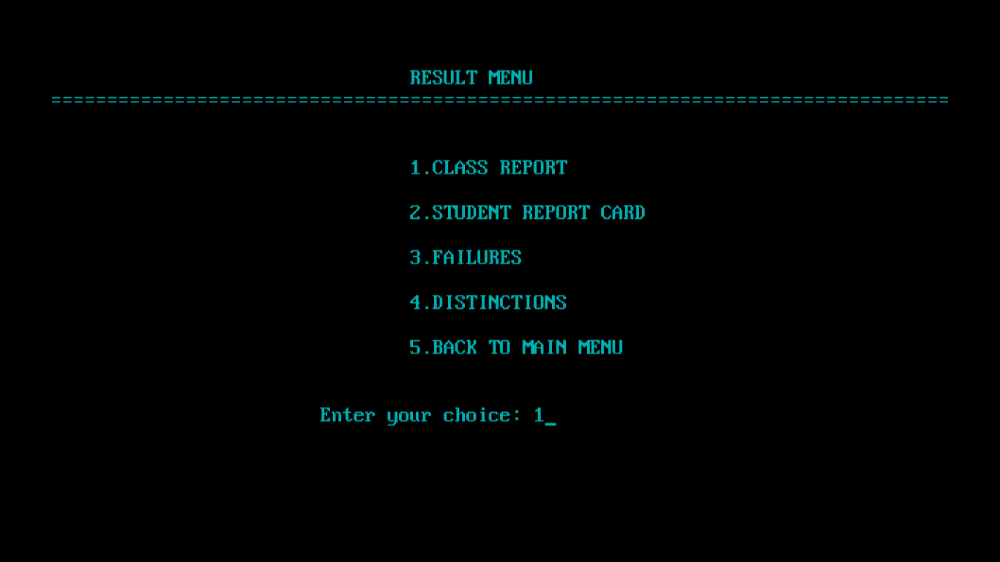 RESULT MENU
================================================================================
1.CLASS REPORT
2.STUDENT REPORT CARD
3.FAILURES
4.DISTINCTIONS
5.BACK TO MAIN MENU
Enter your choice: 1_